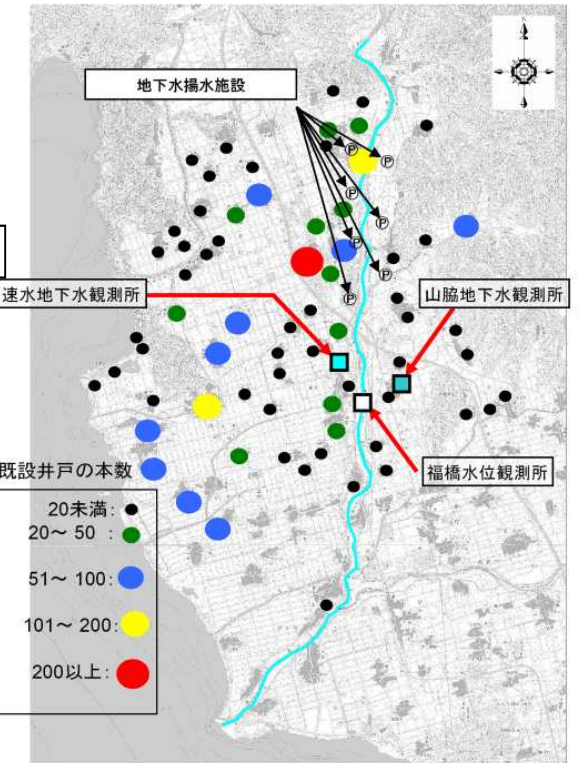 地下水揚水施設
Ⓟ
Ⓟ
Ⓟ
Ⓟ
Ⓟ
Ⓟ
Ⓟ
速水地下水観測所
山脇地下水観測所
福橋水位観測所
既設井戸の本数
20未満:
20～ 50 :
51～ 100:
101～ 200:
200以上: